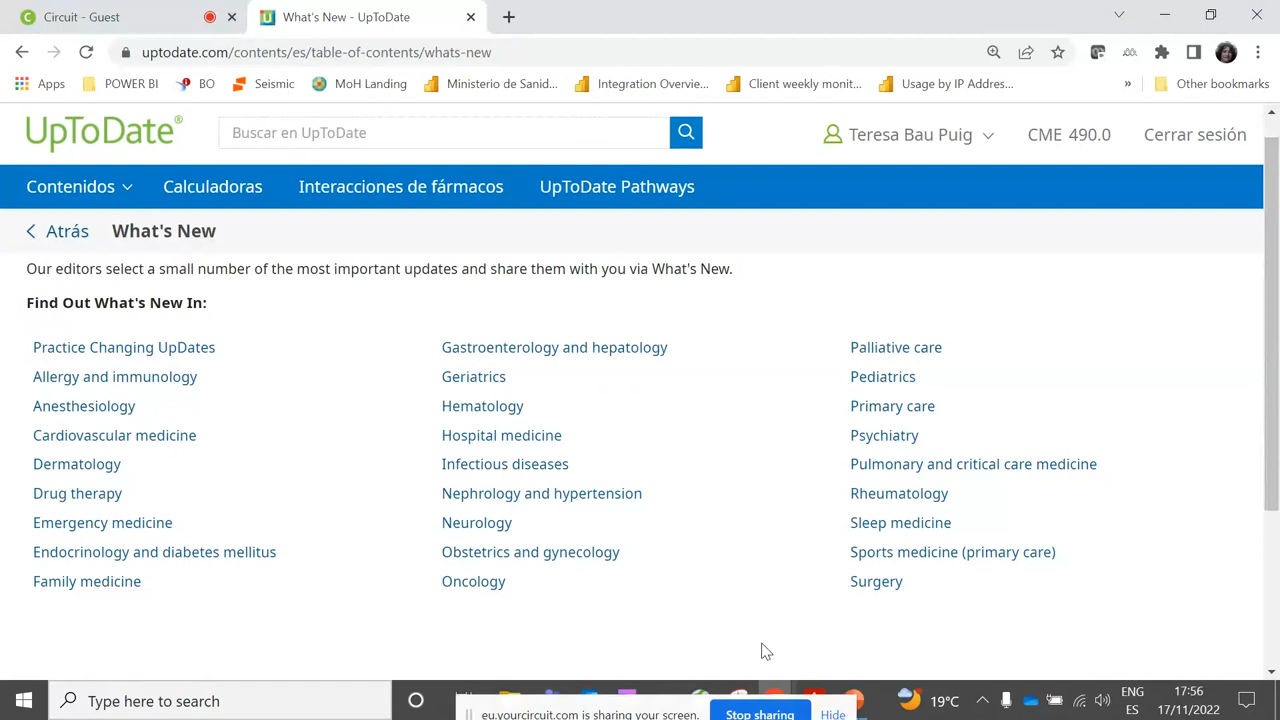 Circuit - Guest
What's New - UpToDate
uptodate.com/contents/es/table-of-contents/whats-new
Apps
POWER BI
BO
Seismic
MoH Landing
Ministerio de Sanid...
Integration Overvie...
Client weekly monit...
Usage by IP Addres...
»
Other bookmarks
UpToDate®
Buscar en UpToDate
Teresa Bau Puig
CME 490.0
Cerrar sesión
Contenidos
Calculadoras
Interacciones de fármacos
UpToDate Pathways
Atrás
What's New
Our editors select a small number of the most important updates and share them with you via What's New.
Find Out What's New In:
Practice Changing UpDates
Allergy and immunology
Anesthesiology
Cardiovascular medicine
Dermatology
Drug therapy
Emergency medicine
Endocrinology and diabetes mellitus
Family medicine
Gastroenterology and hepatology
Geriatrics
Hematology
Hospital medicine
Infectious diseases
Nephrology and hypertension
Neurology
Obstetrics and gynecology
Oncology
Palliative care
Pediatrics
Primary care
Psychiatry
Pulmonary and critical care medicine
Rheumatology
Sleep medicine
Sports medicine (primary care)
Surgery
Type here to search
eu.yourcircuit.com is sharing your screen.
Stop sharing
Hide
19°C
ENG
ES
17:56
17/11/2022